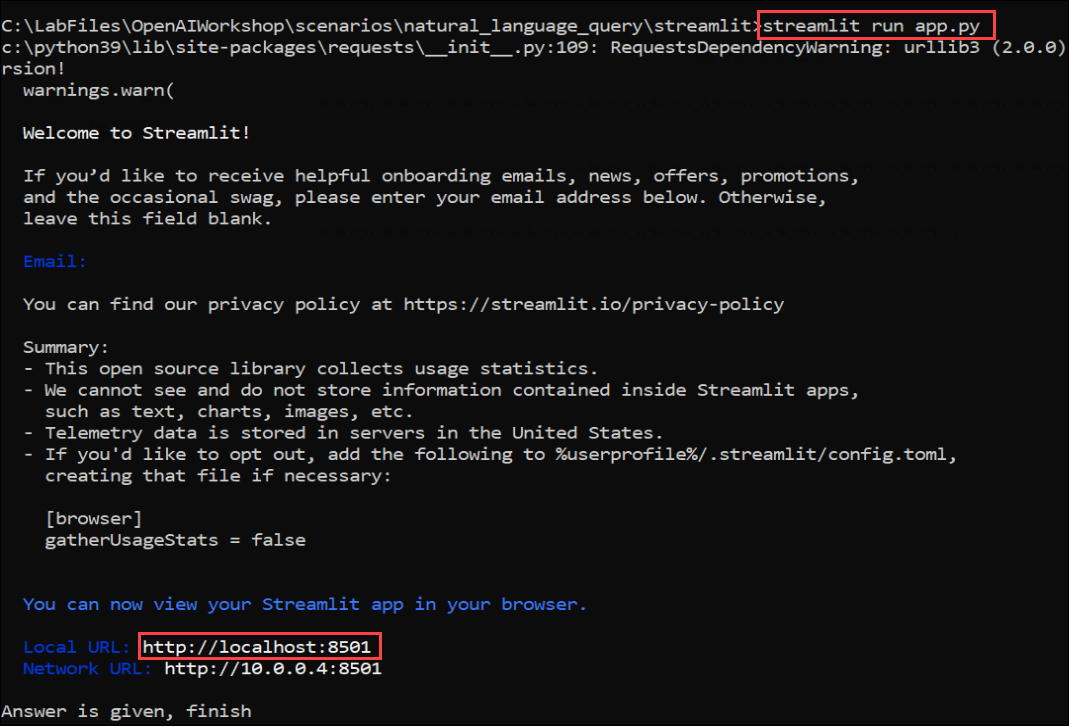 C:\LabFiles\OpenAIWorkshop\scenarios\natural_language_query\streamlit>streamlit run app.py
c:\python39\lib\site-packages\requests\__init__.py:109: RequestsDependencyWarning: urllib3 (2.0.0)
rsion!
warnings.warn(
Welcome to Streamlit!
If you’d like to receive helpful onboarding emails, news, offers, promotions,
and the occasional swag, please enter your email address below. Otherwise,
leave this field blank.
Email:
You can find our privacy policy at https://streamlit.io/privacy-policy
Summary:
- This open source library collects usage statistics.
- We cannot see and do not store information contained inside Streamlit apps,
such as text, charts, images, etc.
- Telemetry data is stored in servers in the United States.
- If you'd like to opt out, add the following to %userprofile%/.streamlit/config.toml,
creating that file if necessary:
[browser]
gatherUsageStats = false
You can now view your Streamlit app in your browser.
Local URL: http://localhost:8501
Network URL: http://10.0.0.4:8501
Answer is given, finish